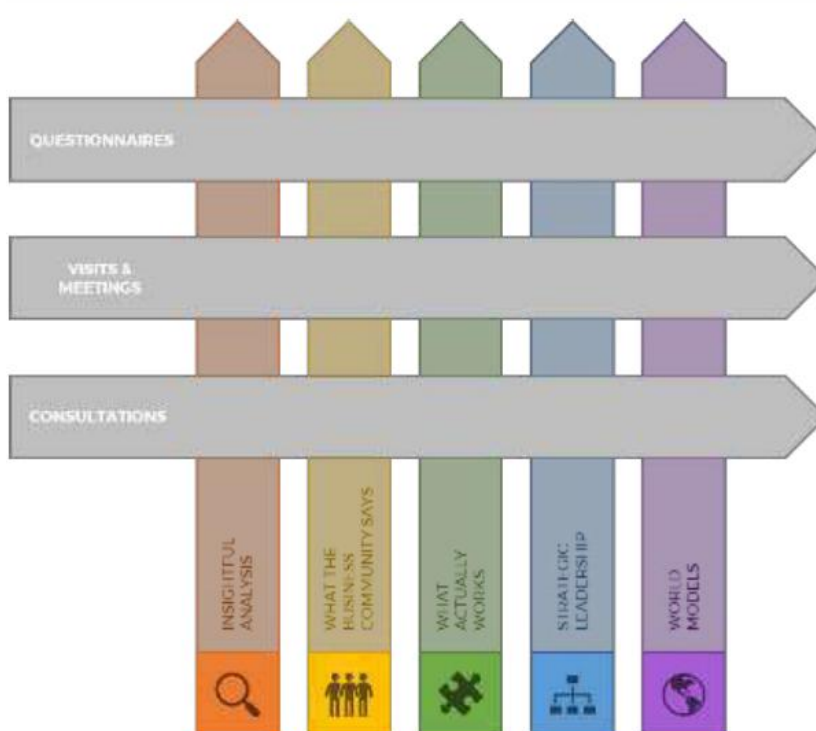 QUESTIONNAIRES
VISITS &
MEETINGS
CONSULTATIONS
INSIGHTFUL
ANALYSIS
WHAT THE
BUSINESS
COMMUNITY SAYS
WHAT
ACTUALLY
WORKS
STRATEGIC
LEADERSHIP
WORLD
MODELS